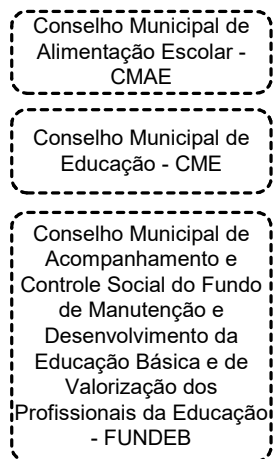 Conselho Municipal de
Alimentação Escolar -
CMAE
Conselho Municipal de
Educação - CME
Conselho Municipal de
Acompanhamento e
Controle Social do Fundo
de Manutenção e
Desenvolvimento da
Educação Básica e de
Valorização dos
Profissionais da Educação
- FUNDEB